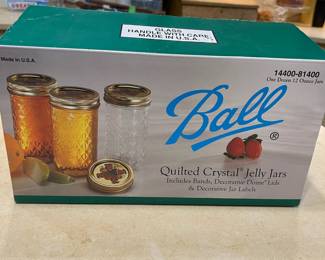 GLASS
HANDLE WITH CARE
MADE IN U.S.A.
Made in U.S.A.
14400-81400
One Dozen 12 Ounce Jars
Ball®
Quilted Crystal® Jelly Jars
Includes Bands, Decorative Dome® Lids
& Decorative Jar Labels